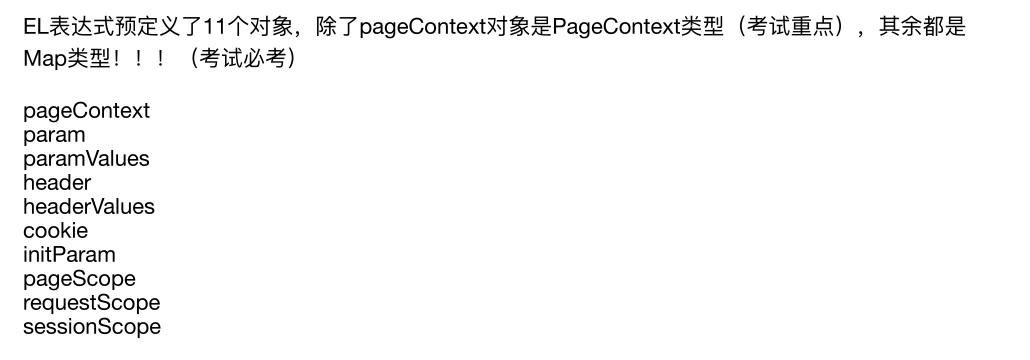 EL表达式预定义了11个对象，除了pageContext对象是PageContext类型（考试重点），其余都是
Map类型！！！（考试必考）
pageContext
param
paramValues
header
headerValues
cookie
initParam
pageScope
requestScope
sessionScope